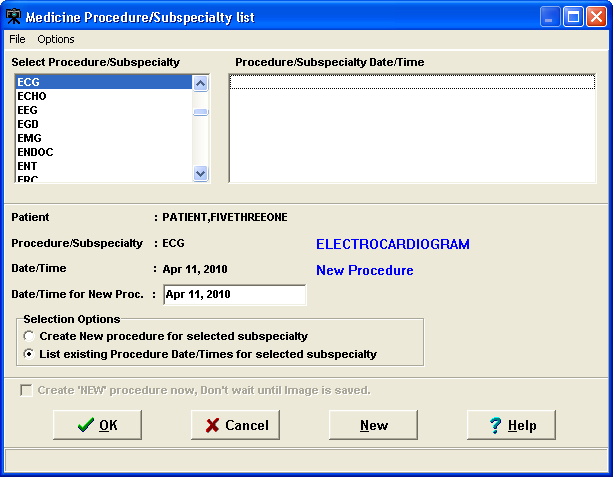 Medicine Procedure/Subspecialty list
File Options
Select Procedure/Subspecialty Procedure/Subspecialty Date/Time
ECG
ECHO
EEG
EGD
EMG
ENDOC
ENT
ERC
Patient : PATIENT,FIVETHREEONE
Procedure/Subspecialty : ECG ELECTROCARDIOGRAM
Date/Time : Apr 11, 2010 New Procedure
Date/Time for New Proc. : Apr 11, 2010
Selection Options
Create New procedure for selected subspecialty
List existing Procedure Date/Times for selected subspecialty
Create 'NEW' procedure now, Don't wait until Image is saved.
OK Cancel New Help